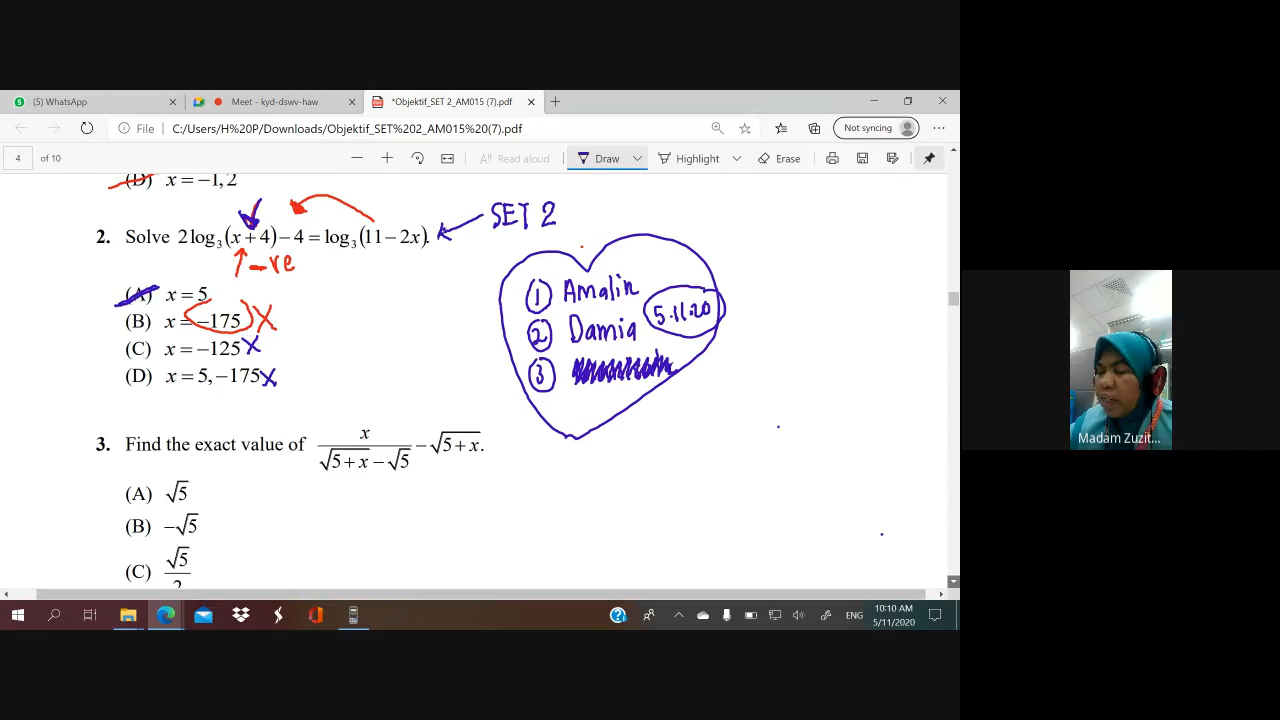 (5) WhatsApp
Meet - kyd-dswv-haw
*Objektif_SET 2_AM015 (7).pdf
File
C:/Users/H%20P/Downloads/Objektif_SET%202_AM015%20(7).pdf
Not syncing
4 of 10
Read aloud
Draw
Highlight
Erase
(D) x = −1, 2
2. Solve 2log₃(x + 4) − 4 = log₃(11 − 2x).
SET 2
-ve
(A) x = 5
(B) x = −175 X
(C) x = −125 X
(D) x = 5, −175 X
① Amalin
5.11.20
② Damia
③
3. Find the exact value of x/(√(5+x) − √5) − √(5+x).
(A) √5
(B) −√5
(C) √5/2
Madam Zuzit...
ENG
10:10 AM
5/11/2020